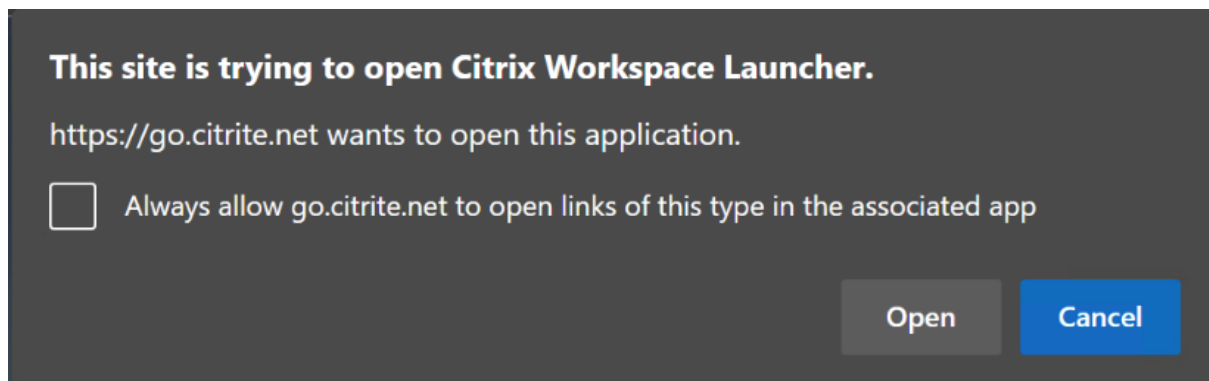 This site is trying to open Citrix Workspace Launcher.
https://go.citrite.net wants to open this application.
Always allow go.citrite.net to open links of this type in the associated app
Open Cancel